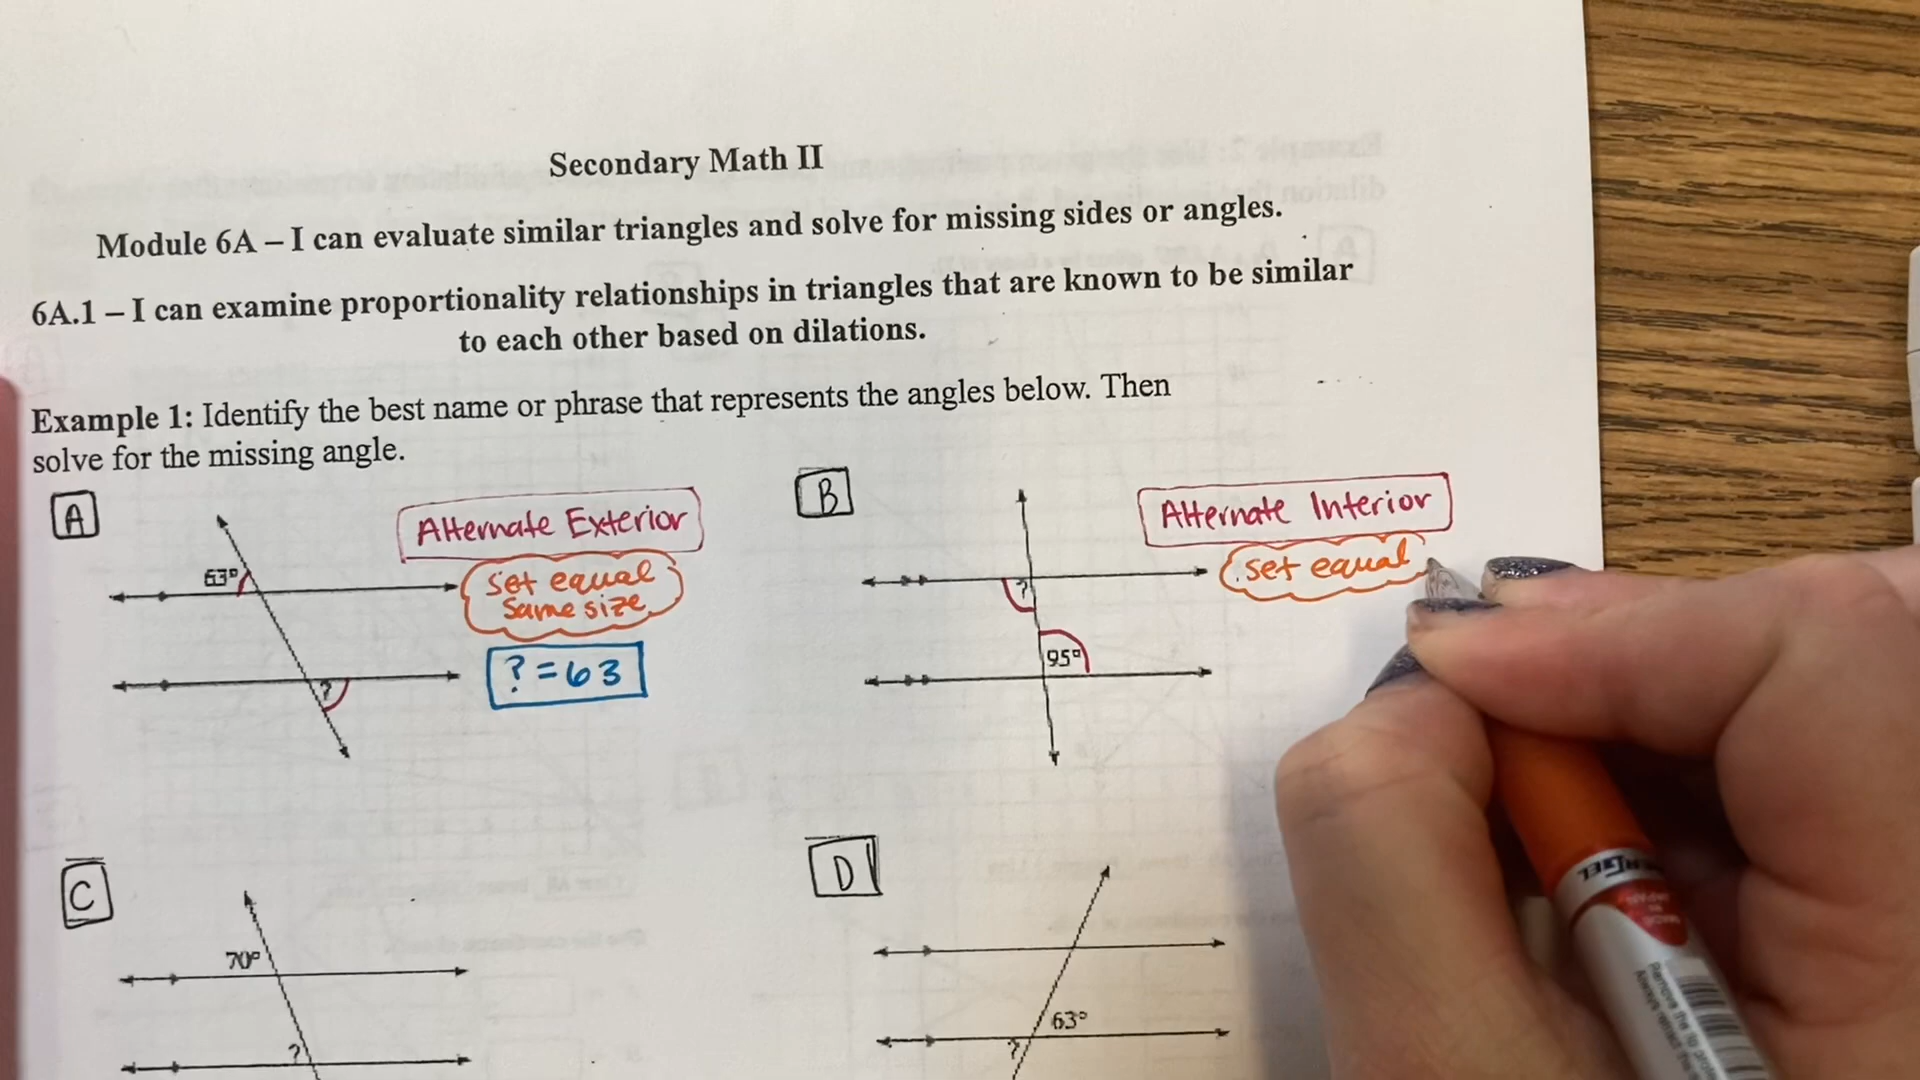 Secondary Math II
Module 6A – I can evaluate similar triangles and solve for missing sides or angles.
6A.1 – I can examine proportionality relationships in triangles that are known to be similar
to each other based on dilations.
Example 1: Identify the best name or phrase that represents the angles below. Then
solve for the missing angle.
A
Alternate Exterior
63°
set equal
same size
?
? = 63
B
Alternate Interior
set equal
?
95°
C
70°
?
D
63°
?